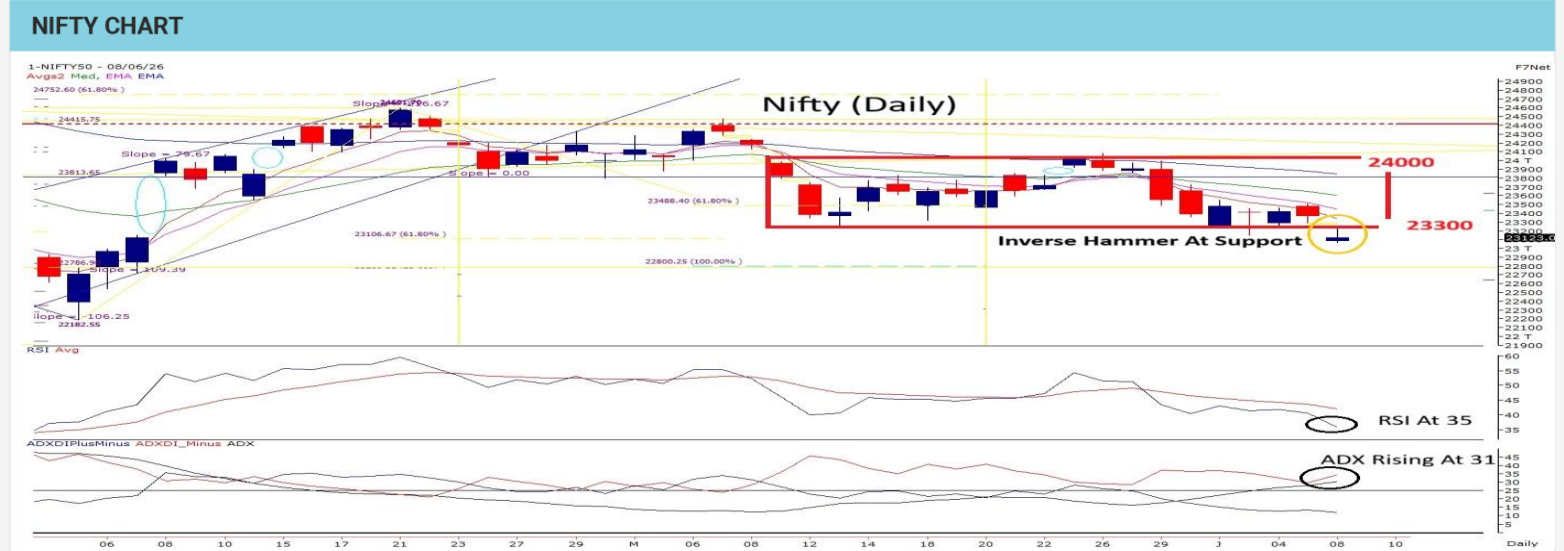 NIFTY CHART
1-NIFTY50 - 08/06/26
F7Net
Avgs2 Med, EMA EMA
24752.60 (61.80% )
24415.75
Slope = 79.67
23813.65
Slope = 0.00
Nifty (Daily)
24000
23488.40 (61.80% )
23300
23106.67 (61.80% )
Inverse Hammer At Support
22786.9
22800.25 (100.00% )
Slope = 109.39
Slope = -106.25
22182.55
24900
24800
24700
24600
24500
24400
24300
24200
24100
24 T
23900
23800
23700
23600
23500
23400
23300
23200
23 T
22900
22800
22700
22600
22500
22400
22300
22200
22100
22 T
21900
RSI Avg
60
55
50
45
40
35
RSI At 35
ADXDIPlusMinus ADXDI_Minus ADX
ADX Rising At 31
45
40
35
30
25
20
15
10
5
06 08 10 15 17 21 23 27 29 M 06 08 12 14 18 20 22 26 29 J 04 08 10 Daily